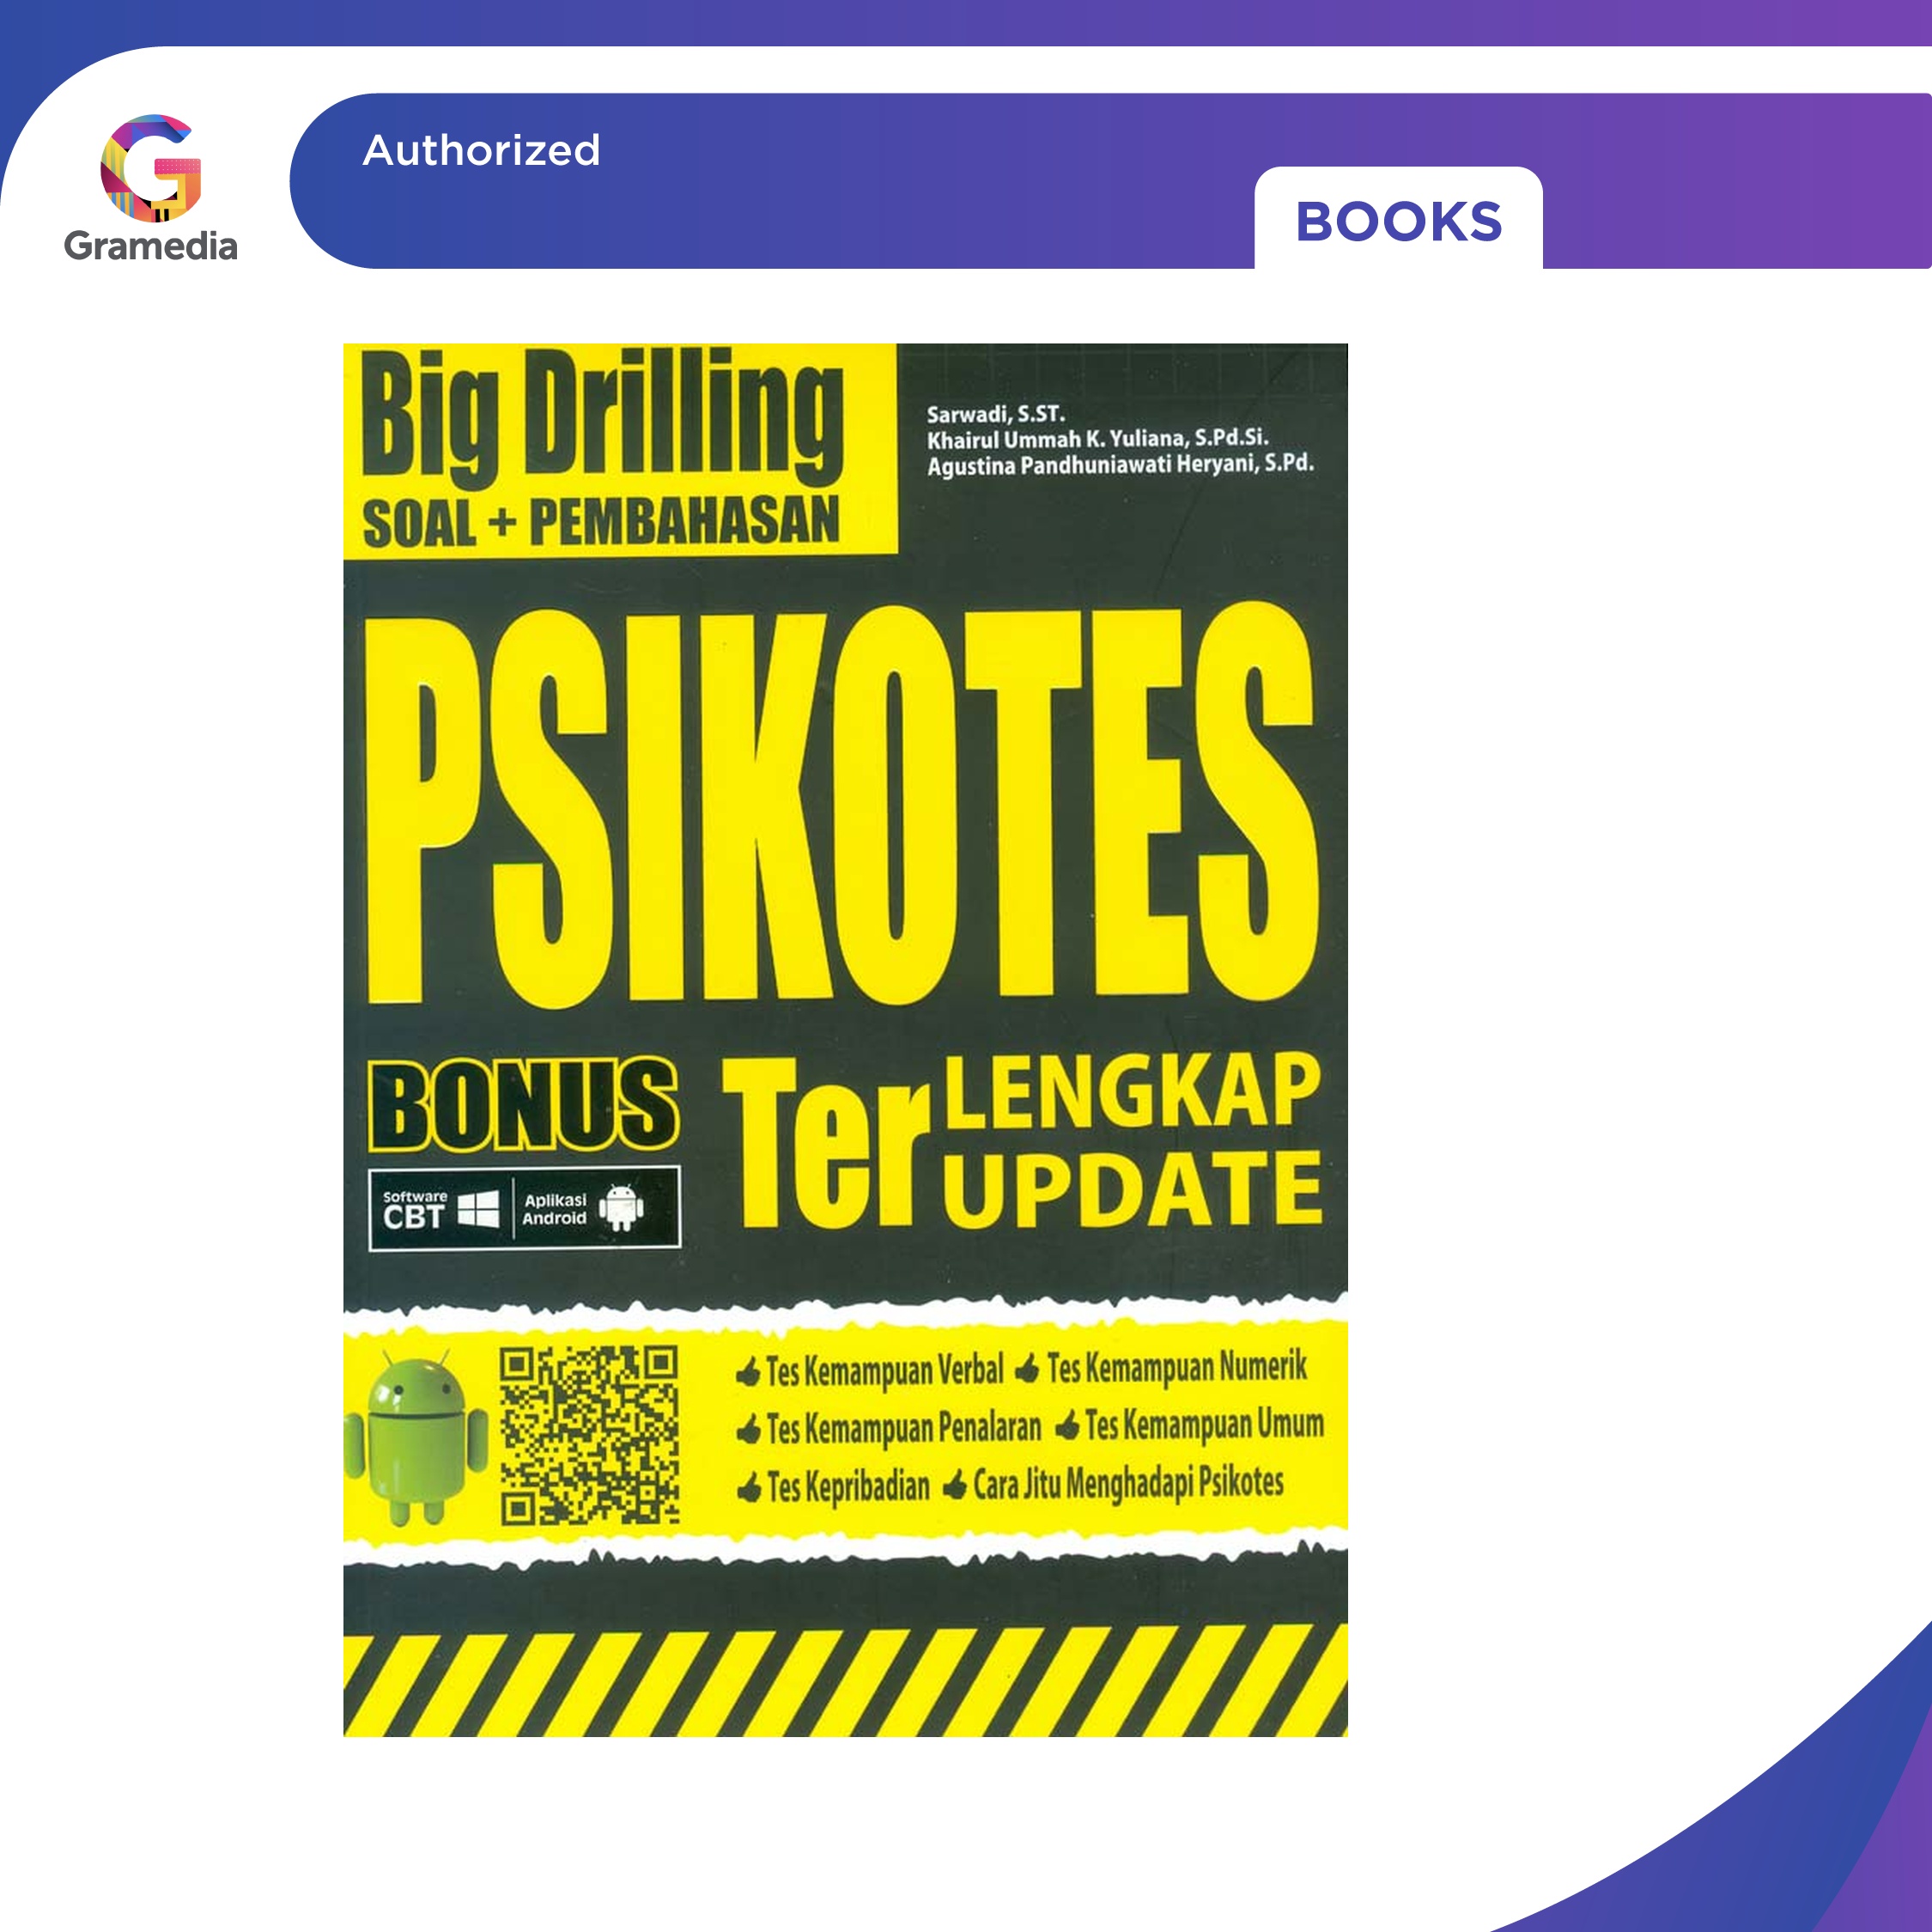 Gramedia
Authorized
BOOKS
Big Drilling
SOAL + PEMBAHASAN
Sarwadi, S.ST.
Khairul Ummah K. Yuliana, S.Pd.Si.
Agustina Pandhuniawati Heryani, S.Pd.
PSIKOTES
BONUS
Software
CBT
Aplikasi
Android
Ter LENGKAP
UPDATE
Tes Kemampuan Verbal Tes Kemampuan Numerik
Tes Kemampuan Penalaran Tes Kemampuan Umum
Tes Kepribadian Cara Jitu Menghadapi Psikotes